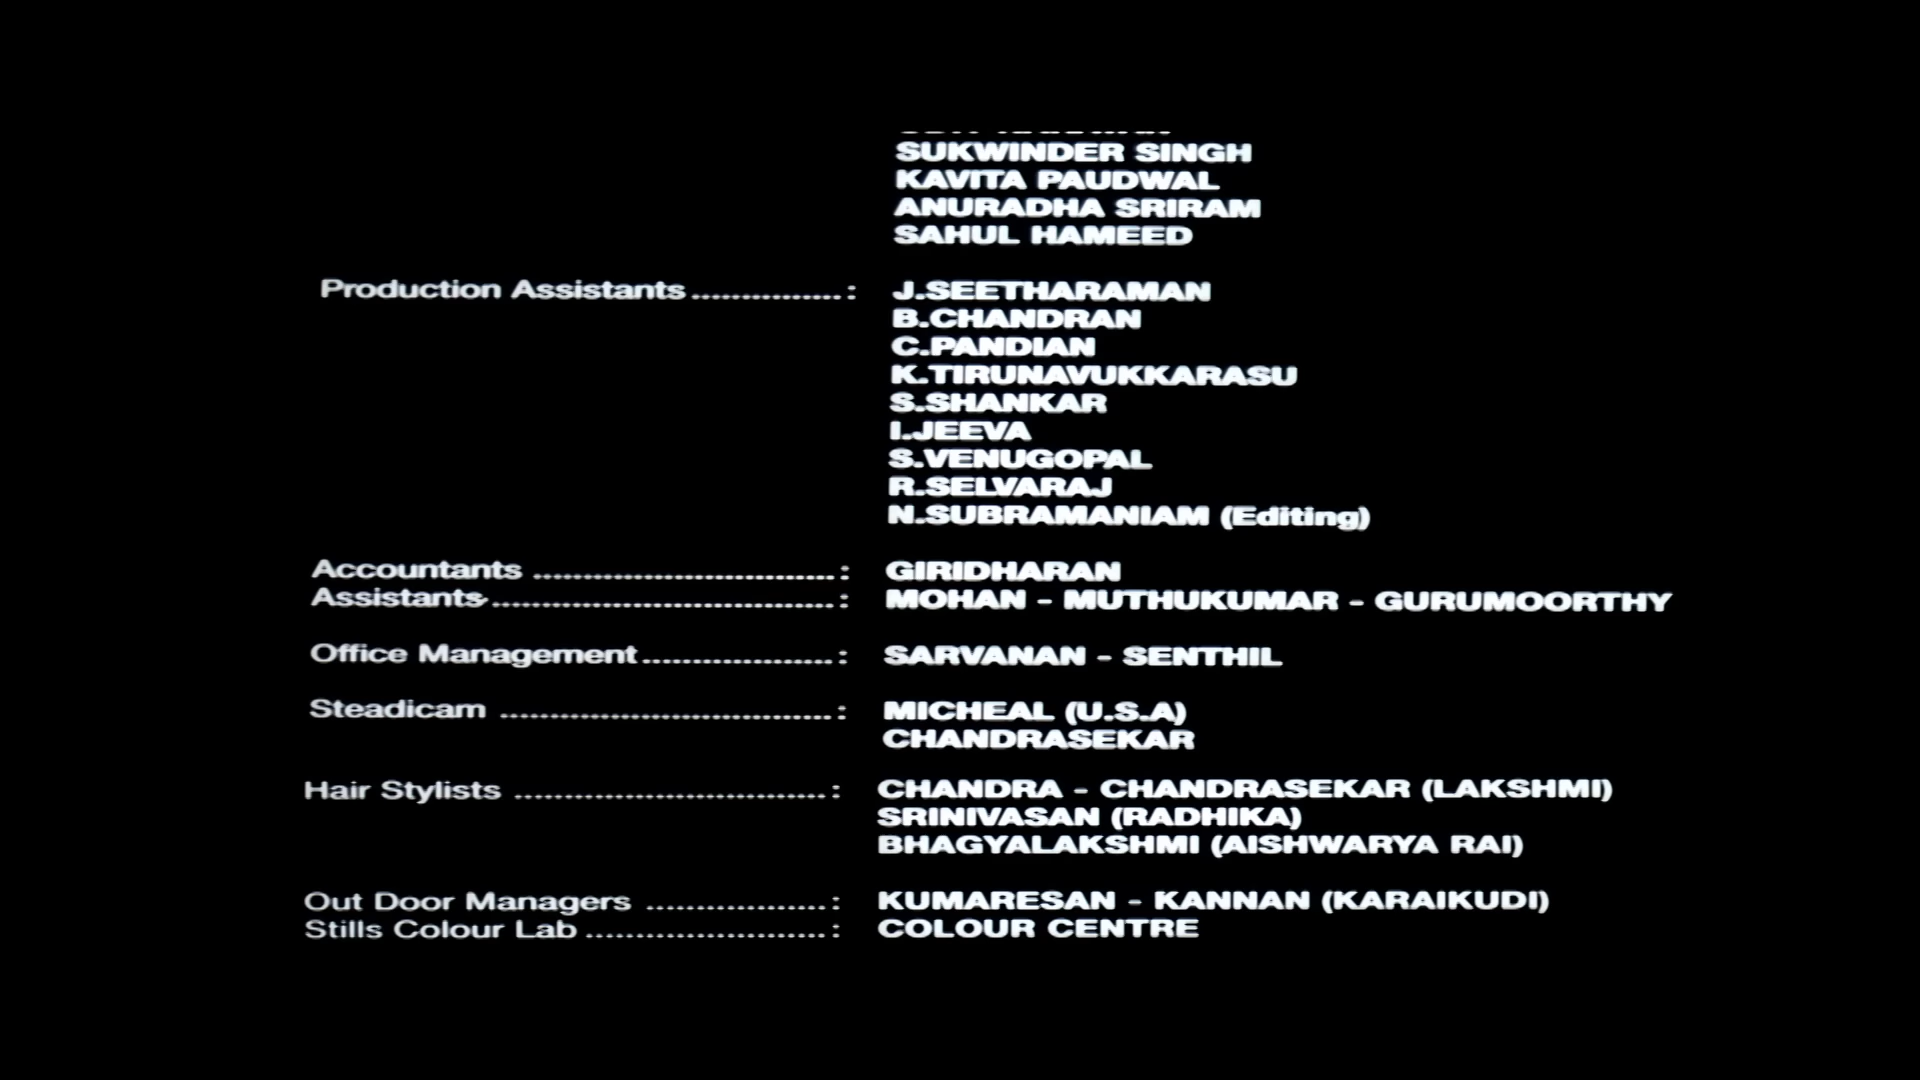 SUKWINDER SINGH
KAVITA PAUDWAL
ANURADHA SRIRAM
SAHUL HAMEED
Production Assistants ...............: J.SEETHARAMAN
B.CHANDRAN
C.PANDIAN
K.TIRUNAVUKKARASU
S.SHANKAR
I.JEEVA
S.VENUGOPAL
R.SELVARAJ
N.SUBRAMANIAM (Editing)
Accountants ..............................: GIRIDHARAN
Assistants ..................................: MOHAN - MUTHUKUMAR - GURUMOORTHY
Office Management ...................: SARVANAN - SENTHIL
Steadicam .................................: MICHEAL (U.S.A)
CHANDRASEKAR
Hair Stylists ...............................: CHANDRA - CHANDRASEKAR (LAKSHMI)
SRINIVASAN (RADHIKA)
BHAGYALAKSHMI (AISHWARYA RAI)
Out Door Managers ..................: KUMARESAN - KANNAN (KARAIKUDI)
Stills Colour Lab ........................: COLOUR CENTRE